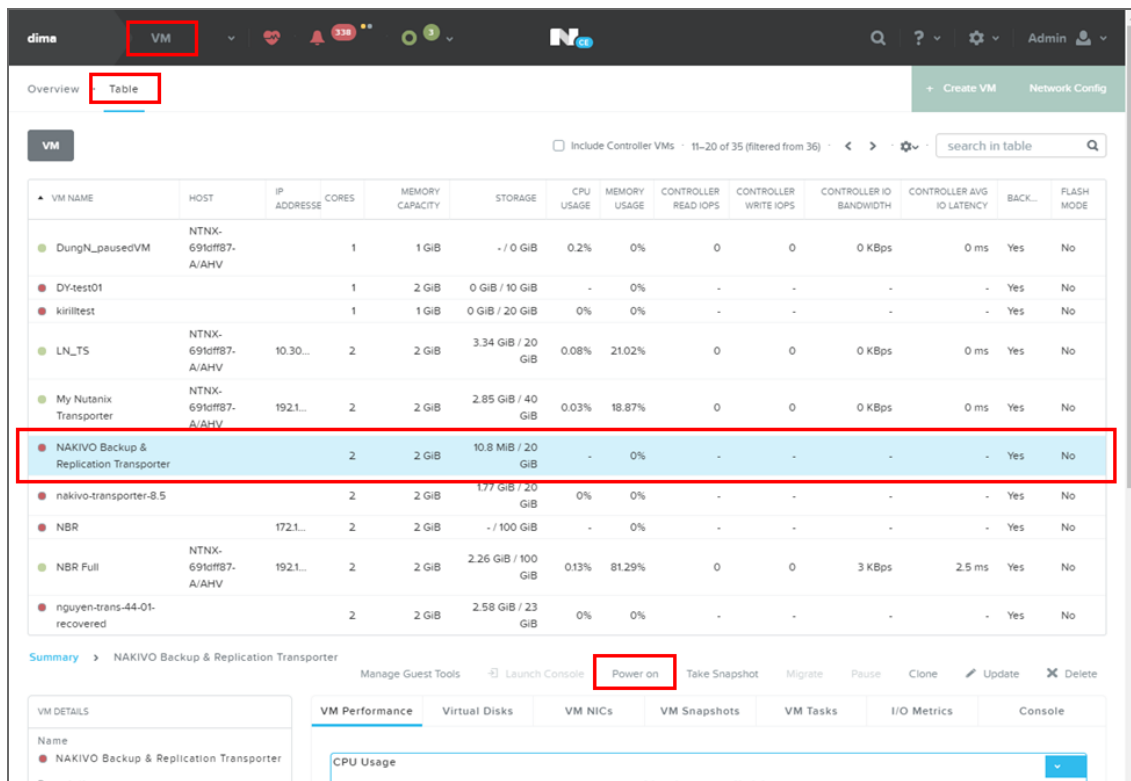 dima VM 338 3 N CE ? Admin
Overview · Table + Create VM Network Config
VM Include Controller VMs · 11–20 of 35 (filtered from 36) · < > · search in table
VM NAME HOST IP ADDRESSE CORES MEMORY CAPACITY STORAGE CPU USAGE MEMORY USAGE CONTROLLER READ IOPS CONTROLLER WRITE IOPS CONTROLLER IO BANDWIDTH CONTROLLER AVG IO LATENCY BACK... FLASH MODE
DungN_pausedVM NTNX-691dff87-A/AHV 1 1 GiB - / 0 GiB 0.2% 0% 0 0 0 KBps 0 ms Yes No
DY-test01 1 2 GiB 0 GiB / 10 GiB - 0% - - - - Yes No
kirilltest 1 1 GiB 0 GiB / 20 GiB 0% 0% - - - - Yes No
LN_TS NTNX-691dff87-A/AHV 10.30... 2 2 GiB 3.34 GiB / 20 GiB 0.08% 21.02% 0 0 0 KBps 0 ms Yes No
My Nutanix Transporter NTNX-691dff87-A/AHV 192.1... 2 2 GiB 2.85 GiB / 40 GiB 0.03% 18.87% 0 0 0 KBps 0 ms Yes No
NAKIVO Backup & Replication Transporter 2 2 GiB 10.8 MiB / 20 GiB - 0% - - - - Yes No
nakivo-transporter-8.5 2 2 GiB 1.77 GiB / 20 GiB 0% 0% - - - - Yes No
NBR 172.1... 2 2 GiB - / 100 GiB - 0% - - - - Yes No
NBR Full NTNX-691dff87-A/AHV 192.1... 2 2 GiB 2.26 GiB / 100 GiB 0.13% 81.29% 0 0 3 KBps 2.5 ms Yes No
nguyen-trans-44-01-recovered 2 2 GiB 2.58 GiB / 23 GiB 0% 0% - - - - Yes No
Summary > NAKIVO Backup & Replication Transporter
Manage Guest Tools Launch Console Power on Take Snapshot Migrate Pause Clone Update Delete
VM DETAILS VM Performance Virtual Disks VM NICs VM Snapshots VM Tasks I/O Metrics Console
Name
NAKIVO Backup & Replication Transporter CPU Usage